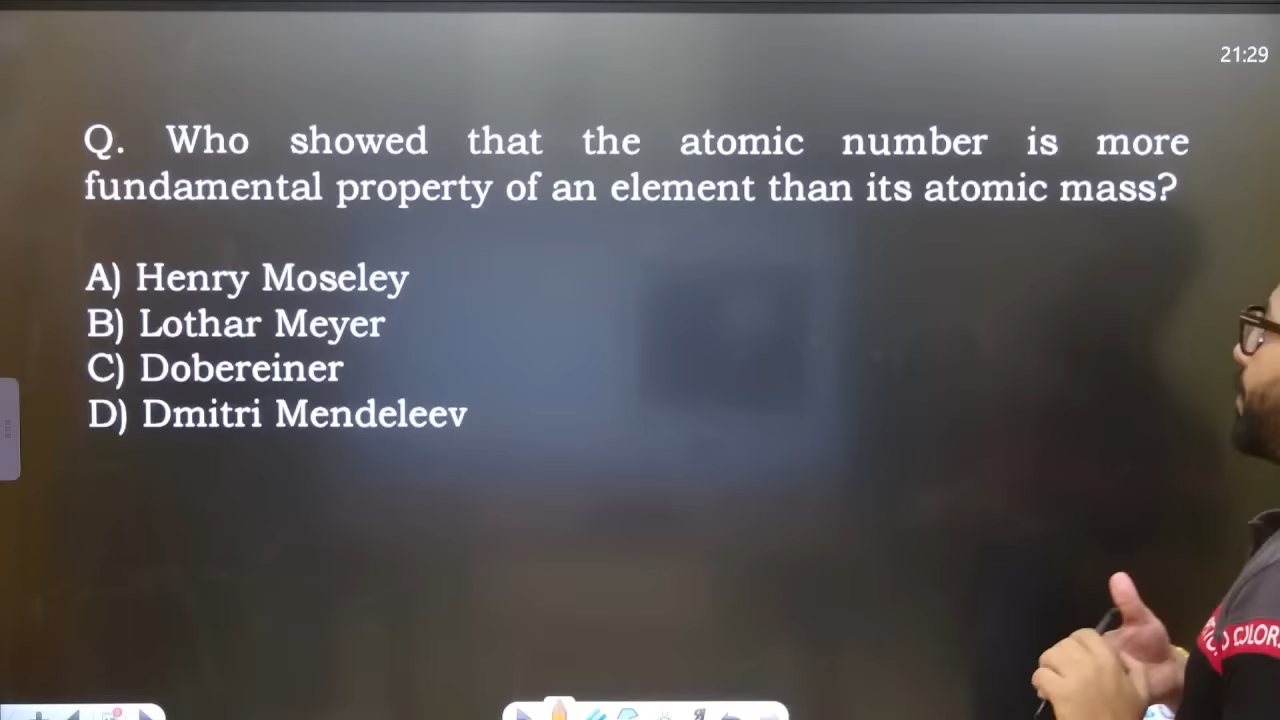 21:29
Q. Who showed that the atomic number is more
fundamental property of an element than its atomic mass?
A) Henry Moseley
B) Lothar Meyer
C) Dobereiner
D) Dmitri Mendeleev
COLOR